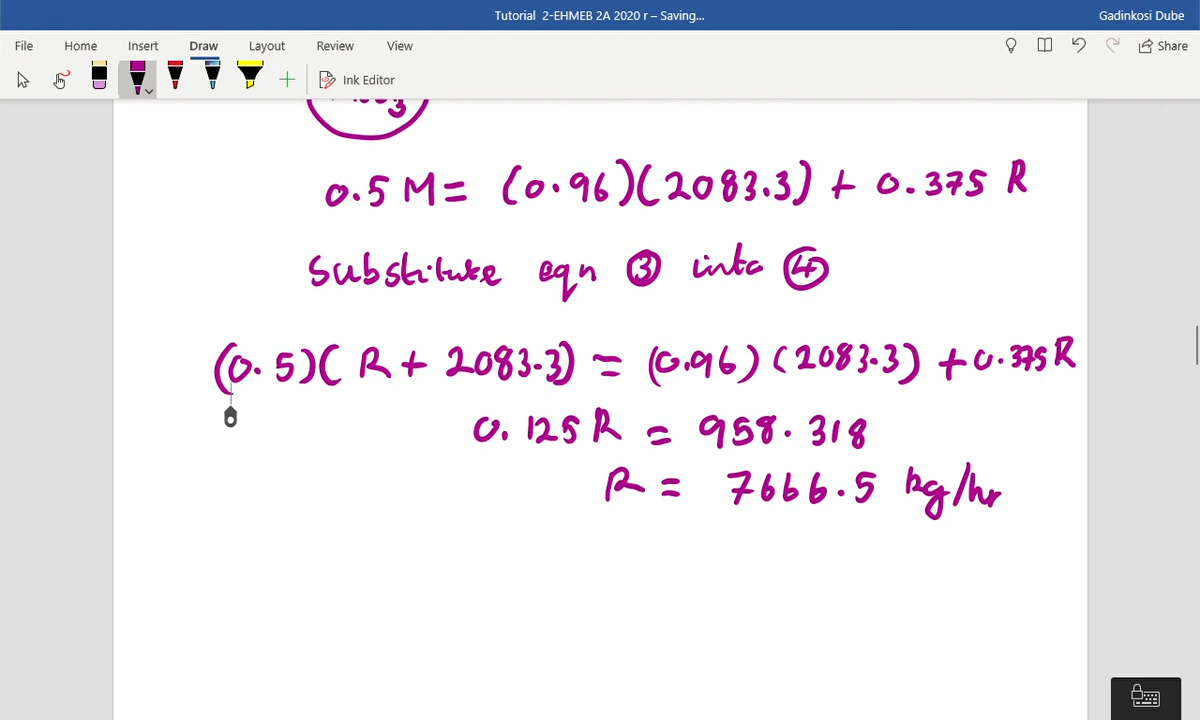 Tutorial 2-EHMEB 2A 2020 r – Saving...
Gadinkosi Dube
File Home Insert Draw Layout Review View
Share
Ink Editor
0.5 M = (0.96)(2083.3) + 0.375 R
Substitute eqn ③ into ④
(0.5)( R + 2083.3) = (0.96) (2083.3) + 0.375 R
0.125 R = 958.318
R = 7666.5 kg/hr